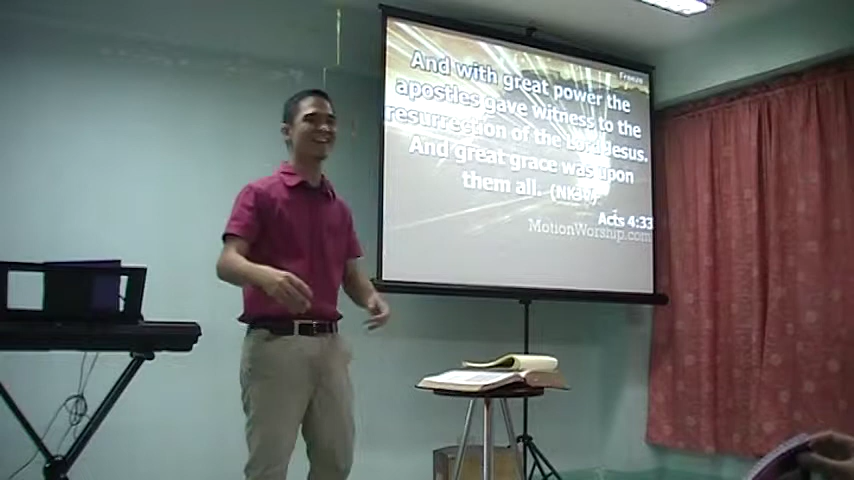 Freeze
And with great power the
apostles gave witness to the
resurrection of the Lord Jesus.
And great grace was upon
them all. (NKJV)
Acts 4:33
MotionWorship.com